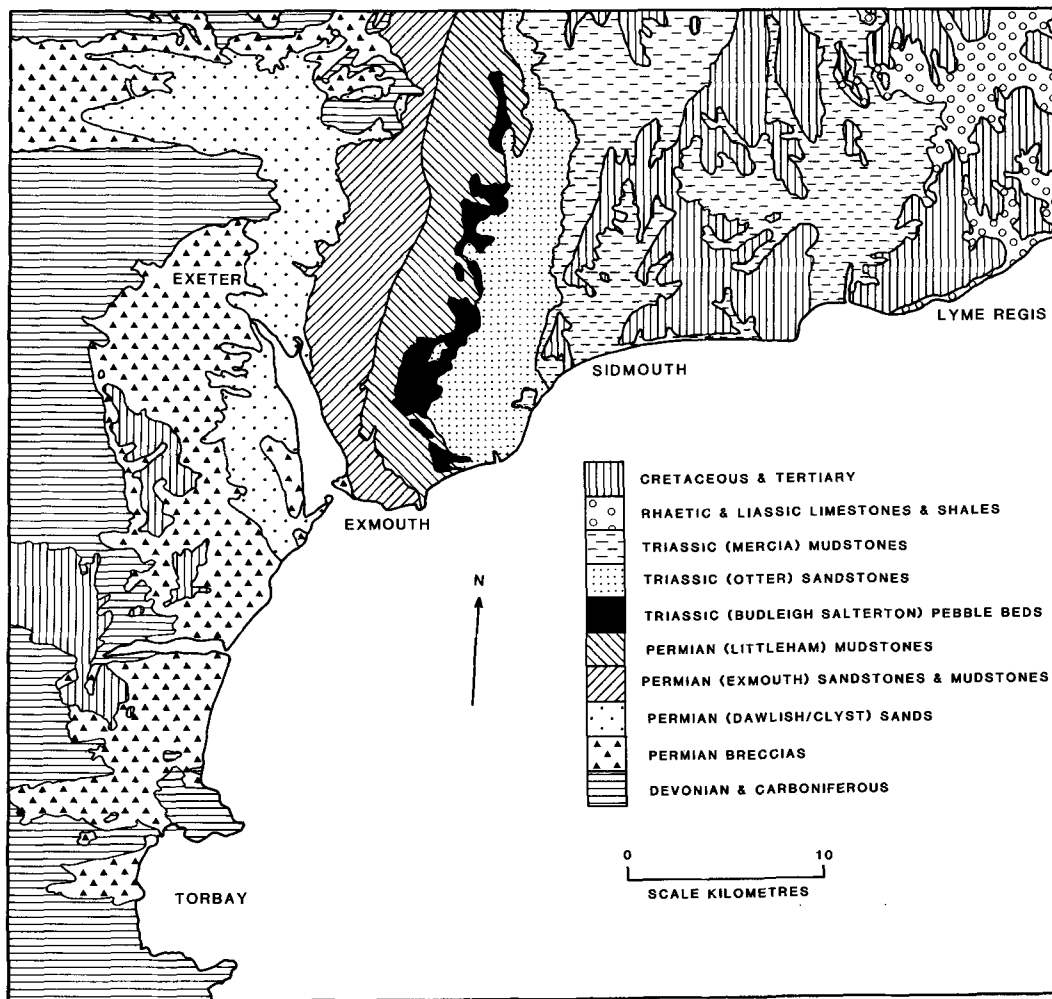 EXETER
LYME REGIS
SIDMOUTH
EXMOUTH
TORBAY
N
CRETACEOUS & TERTIARY
RHAETIC & LIASSIC LIMESTONES & SHALES
TRIASSIC (MERCIA) MUDSTONES
TRIASSIC (OTTER) SANDSTONES
TRIASSIC (BUDLEIGH SALTERTON) PEBBLE BEDS
PERMIAN (LITTLEHAM) MUDSTONES
PERMIAN (EXMOUTH) SANDSTONES & MUDSTONES
PERMIAN (DAWLISH/CLYST) SANDS
PERMIAN BRECCIAS
DEVONIAN & CARBONIFEROUS
0 10
SCALE KILOMETRES